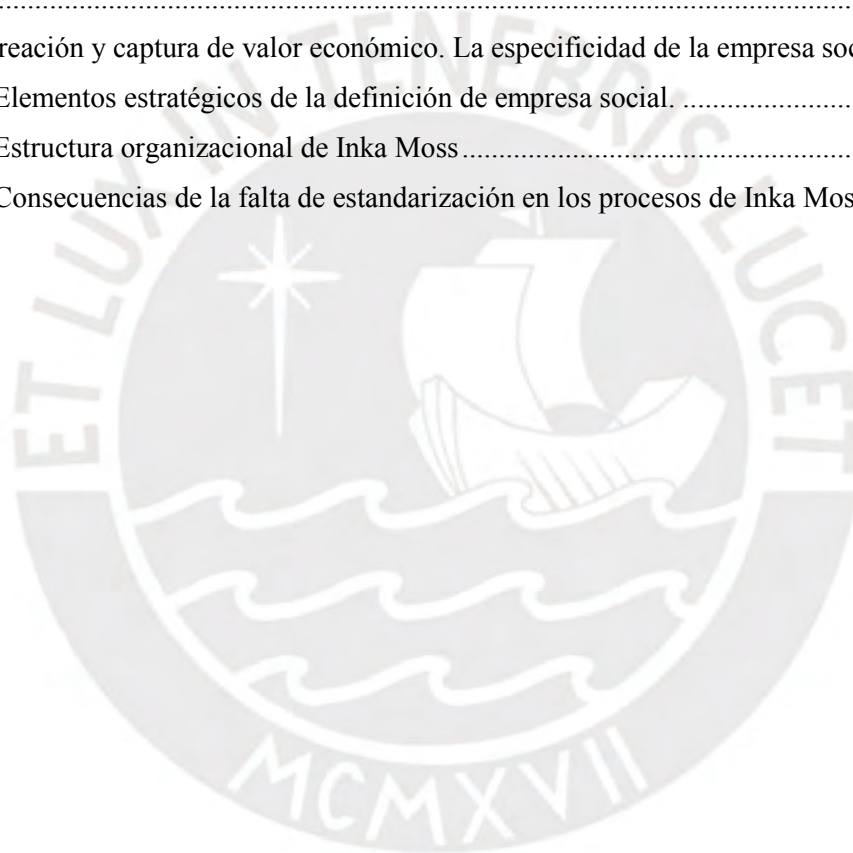 ....................................................................................................
reación y captura de valor económico. La especificidad de la empresa soc
Elementos estratégicos de la definición de empresa social. .......................
Estructura organizacional de Inka Moss.......................................................
Consecuencias de la falta de estandarización en los procesos de Inka Mos
ET LUX IN TENEBRIS LUCET
MCMXVII